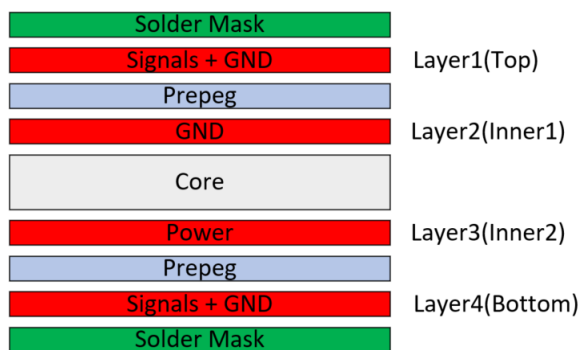 Solder Mask
Signals + GND Layer1(Top)
Prepeg
GND Layer2(Inner1)
Core
Power Layer3(Inner2)
Prepeg
Signals + GND Layer4(Bottom)
Solder Mask